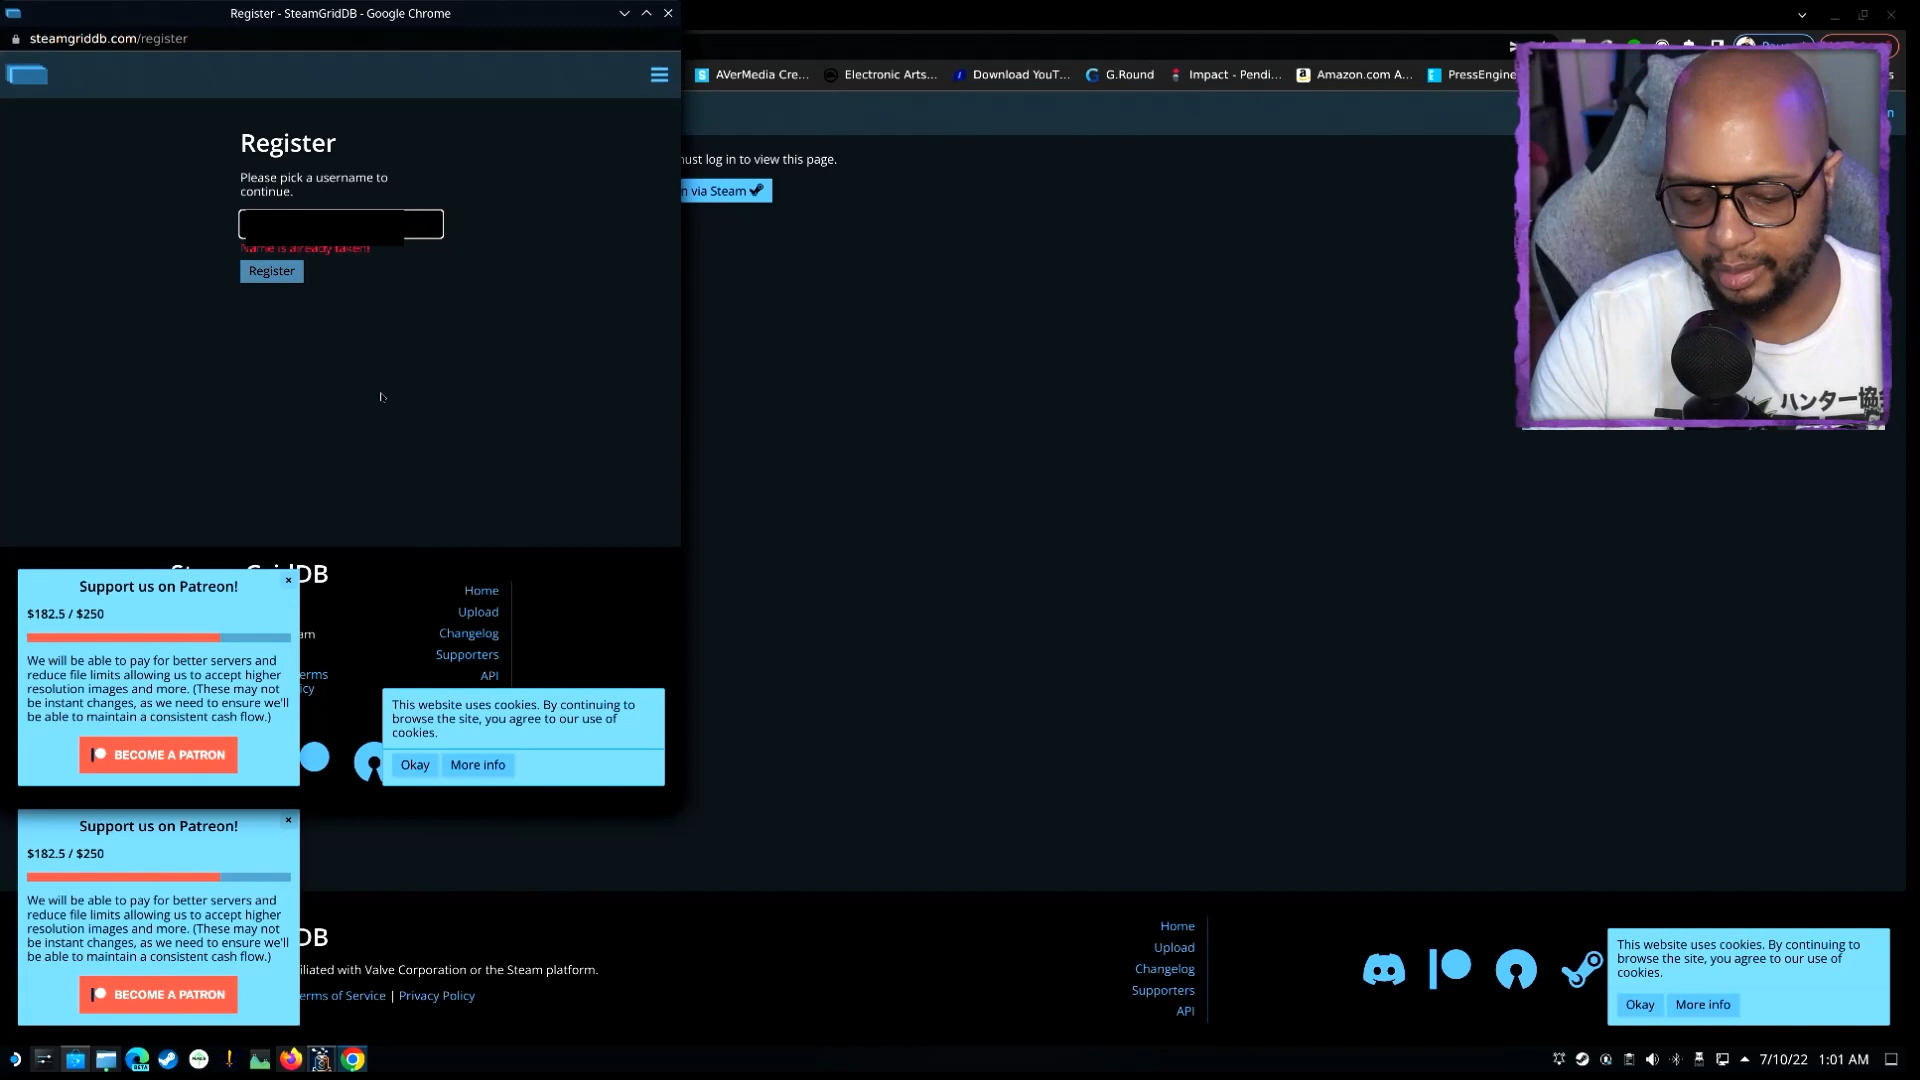 Register - SteamGridDB - Google Chrome
steamgriddb.com/register
AVerMedia Cre...
Electronic Arts...
Download YouT...
G.Round
Impact - Pendi...
Amazon.com A...
PressEngine
Register
Please pick a username to
continue.
Name is already taken!
Register
must log in to view this page.
n via Steam
ハンター協
DB
Support us on Patreon!
$182.5 / $250
We will be able to pay for better servers and
reduce file limits allowing us to accept higher
resolution images and more. (These may not
be instant changes, as we need to ensure we'll
be able to maintain a consistent cash flow.)
BECOME A PATRON
am
erms
icy
Home
Upload
Changelog
Supporters
API
This website uses cookies. By continuing to
browse the site, you agree to our use of
cookies.
Okay
More info
Support us on Patreon!
$182.5 / $250
We will be able to pay for better servers and
reduce file limits allowing us to accept higher
resolution images and more. (These may not
be instant changes, as we need to ensure we'll
be able to maintain a consistent cash flow.)
BECOME A PATRON
DB
iliated with Valve Corporation or the Steam platform.
erms of Service | Privacy Policy
Home
Upload
Changelog
Supporters
API
This website uses cookies. By continuing to
browse the site, you agree to our use of
cookies.
Okay
More info
BETA
7/10/22
1:01 AM